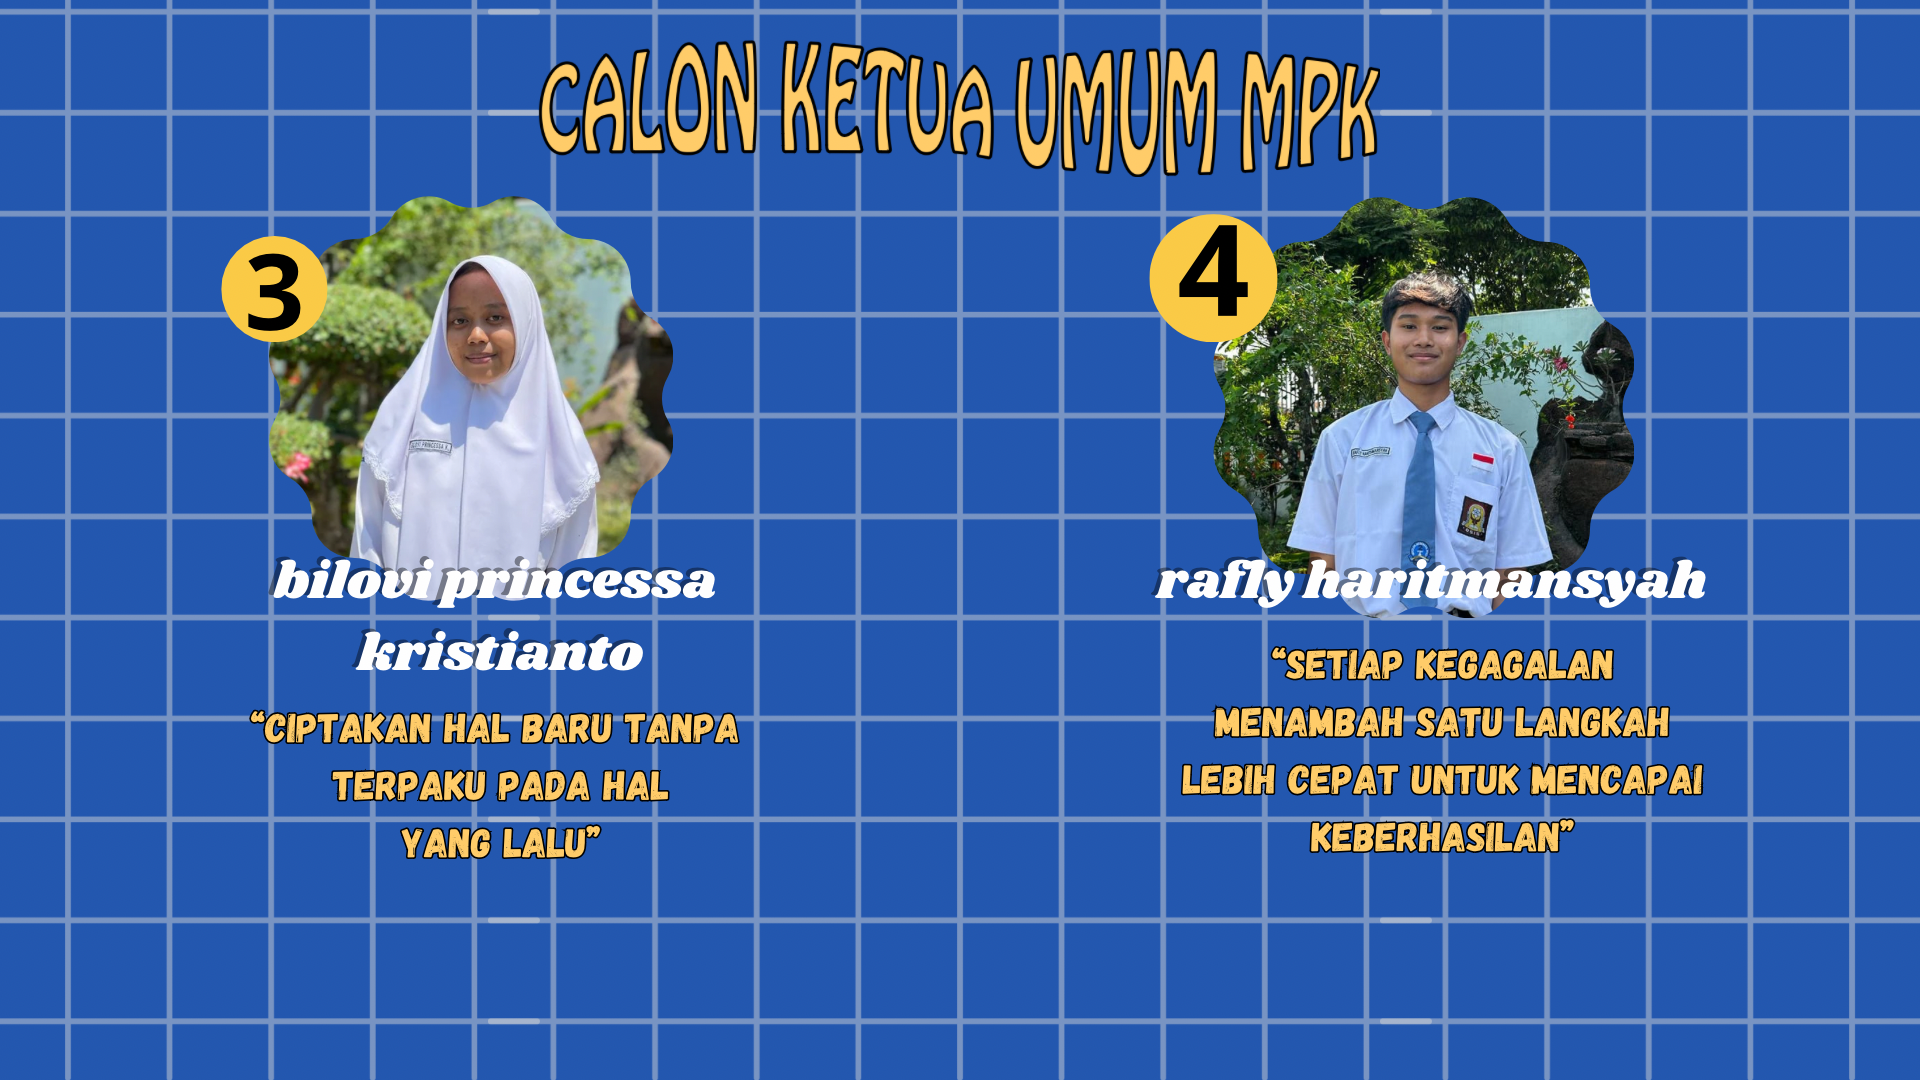 CALON KETUA UMUM MPK
3
bilovi princessa
kristianto
“CIPTAKAN HAL BARU TANPA
TERPAKU PADA HAL
YANG LALU”
4
rafly haritmansyah
“SETIAP KEGAGALAN
MENAMBAH SATU LANGKAH
LEBIH CEPAT UNTUK MENCAPAI
KEBERHASILAN”